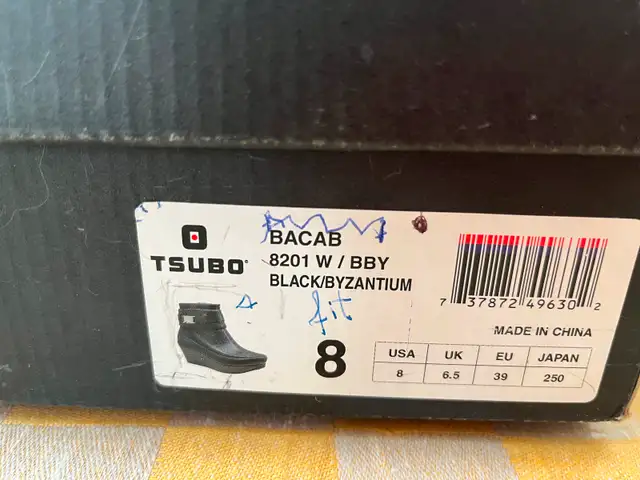 TSUBO
BACAB
8201 W / BBY
BLACK/BYZANTIUM
fit
8
7 37872 49630 2
MADE IN CHINA
USA UK EU JAPAN
8 6.5 39 250